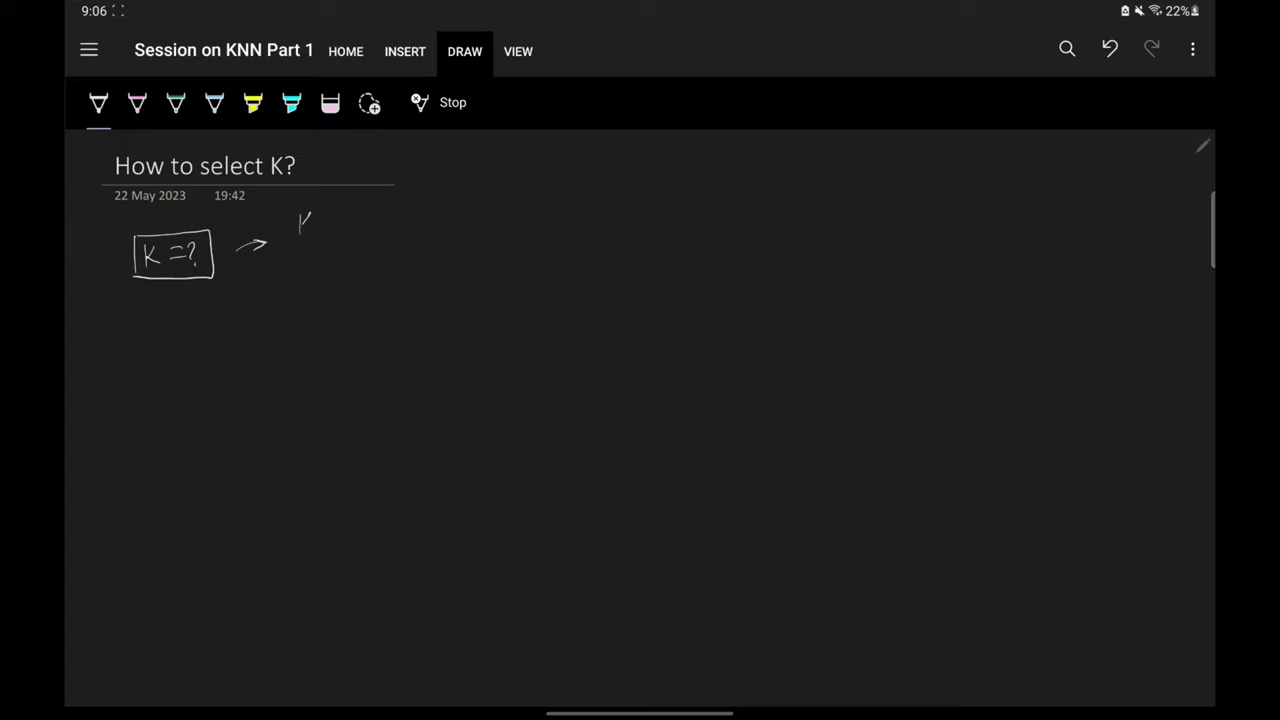 9:06 22%
Session on KNN Part 1 HOME INSERT DRAW VIEW
Stop
How to select K?
22 May 2023 19:42
K =? → K